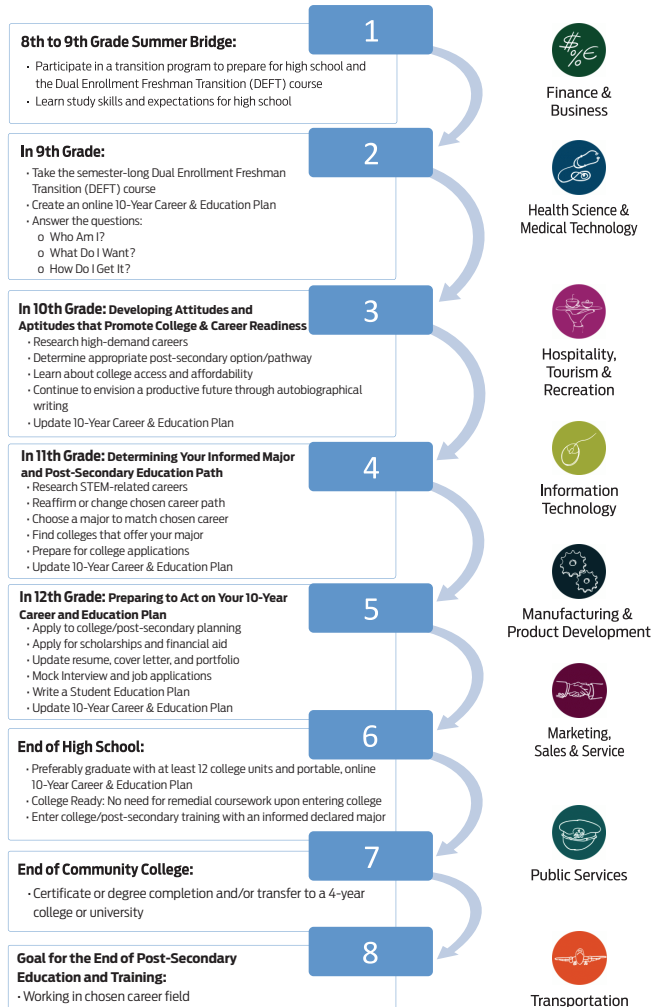 1
8th to 9th Grade Summer Bridge:
• Participate in a transition program to prepare for high school and
the Dual Enrollment Freshman Transition (DEFT) course
• Learn study skills and expectations for high school
2
In 9th Grade:
• Take the semester-long Dual Enrollment Freshman
Transition (DEFT) course
• Create an online 10-Year Career & Education Plan
• Answer the questions:
o Who Am I?
o What Do I Want?
o How Do I Get It?
3
In 10th Grade: Developing Attitudes and
Aptitudes that Promote College & Career Readiness
• Research high-demand careers
• Determine appropriate post-secondary option/pathway
• Learn about college access and affordability
• Continue to envision a productive future through autobiographical
writing
• Update 10-Year Career & Education Plan
4
In 11th Grade: Determining Your Informed Major
and Post-Secondary Education Path
• Research STEM-related careers
• Reaffirm or change chosen career path
• Choose a major to match chosen career
• Find colleges that offer your major
• Prepare for college applications
• Update 10-Year Career & Education Plan
5
In 12th Grade: Preparing to Act on Your 10-Year
Career and Education Plan
• Apply to college/post-secondary planning
• Apply for scholarships and financial aid
• Update resume, cover letter, and portfolio
• Mock Interview and job applications
• Write a Student Education Plan
• Update 10-Year Career & Education Plan
6
End of High School:
• Preferably graduate with at least 12 college units and portable, online
10-Year Career & Education Plan
• College Ready: No need for remedial coursework upon entering college
• Enter college/post-secondary training with an informed declared major
7
End of Community College:
• Certificate or degree completion and/or transfer to a 4-year
college or university
8
Goal for the End of Post-Secondary
Education and Training:
• Working in chosen career field
$
% €
Finance &
Business
Health Science &
Medical Technology
Hospitality,
Tourism &
Recreation
Information
Technology
Manufacturing &
Product Development
Marketing,
Sales & Service
Public Services
Transportation